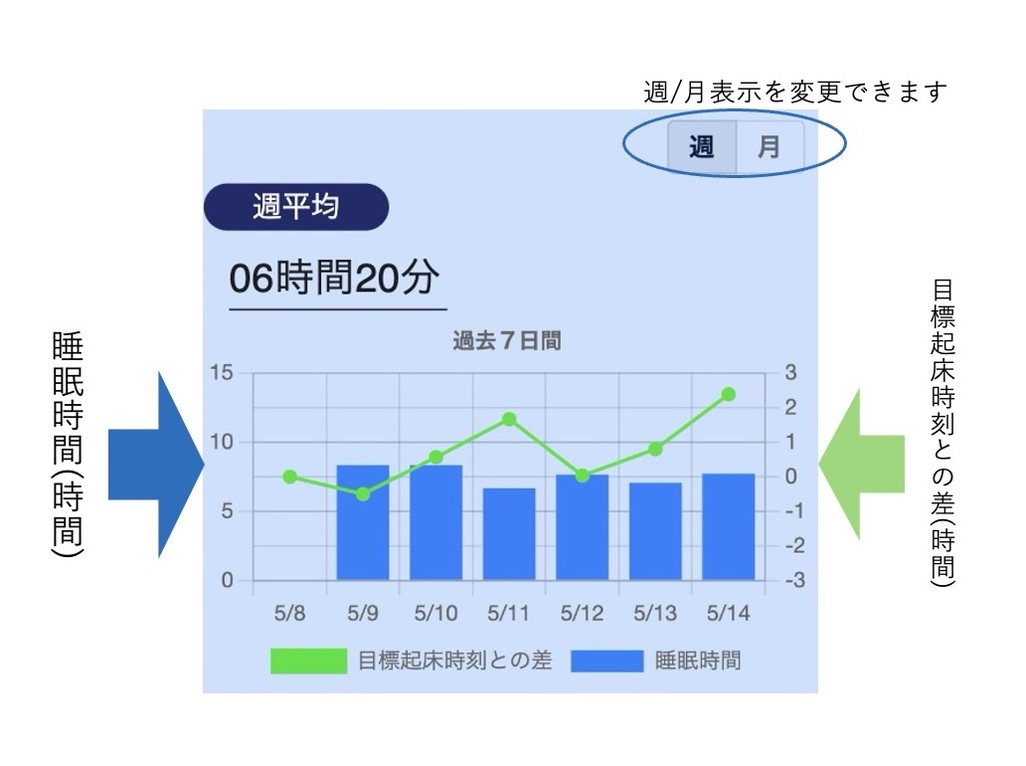 週/月表示を変更できます
週 月
週平均
06時間20分
過去７日間
睡眠時間(時間)
目標起床時刻との差(時間)
15
10
5
0
3
2
1
0
-1
-2
-3
5/8 5/9 5/10 5/11 5/12 5/13 5/14
目標起床時刻との差 睡眠時間